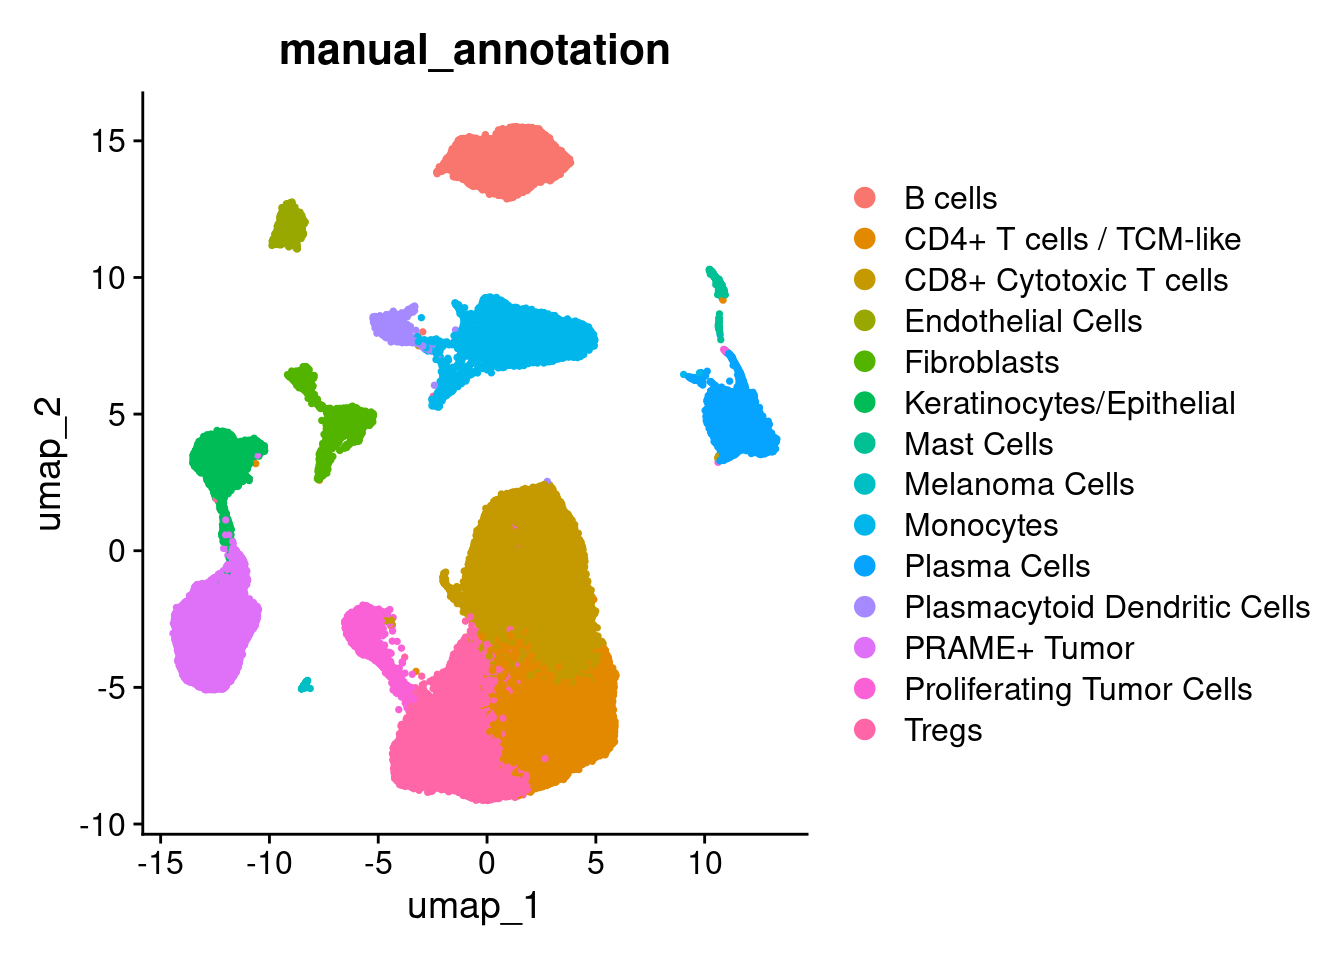 manual_annotation
15
10
5
0
-5
-10
umap_2
-15
-10
-5
0
5
10
umap_1
B cells
CD4+ T cells / TCM-like
CD8+ Cytotoxic T cells
Endothelial Cells
Fibroblasts
Keratinocytes/Epithelial
Mast Cells
Melanoma Cells
Monocytes
Plasma Cells
Plasmacytoid Dendritic Cells
PRAME+ Tumor
Proliferating Tumor Cells
Tregs